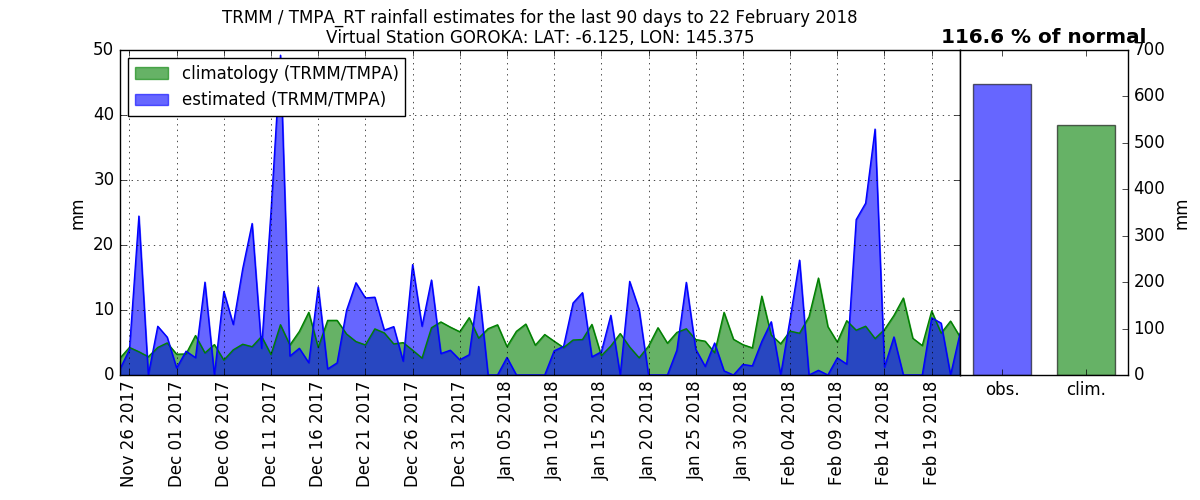 TRMM / TMPA_RT rainfall estimates for the last 90 days to 22 February 2018
Virtual Station GOROKA: LAT: -6.125, LON: 145.375
116.6 % of normal
climatology (TRMM/TMPA)
estimated (TRMM/TMPA)
50
40
30
20
10
0
mm
Nov 26 2017
Dec 01 2017
Dec 06 2017
Dec 11 2017
Dec 16 2017
Dec 21 2017
Dec 26 2017
Dec 31 2017
Jan 05 2018
Jan 10 2018
Jan 15 2018
Jan 20 2018
Jan 25 2018
Jan 30 2018
Feb 04 2018
Feb 09 2018
Feb 14 2018
Feb 19 2018
obs.
clim.
700
600
500
400
300
200
100
0
mm